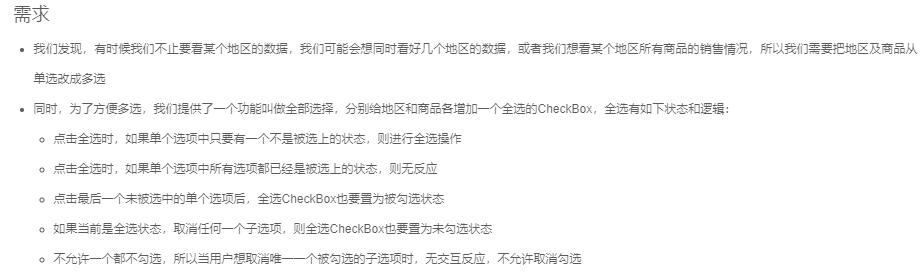 需求
我们发现，有时候我们不止要看某个地区的数据，我们可能会想同时看好几个地区的数据，或者我们想看某个地区所有商品的销售情况，所以我们需要把地区及商品从
单选改成多选
同时，为了方便多选，我们提供了一个功能叫做全部选择，分别给地区和商品各增加一个全选的CheckBox，全选有如下状态和逻辑：
点击全选时，如果单个选项中只要有一个不是被选上的状态，则进行全选操作
点击全选时，如果单个选项中所有选项都已经是被选上的状态，则无反应
点击最后一个未被选中的单个选项后，全选CheckBox也要置为被勾选状态
如果当前是全选状态，取消任何一个子选项，则全选CheckBox也要置为未勾选状态
不允许一个都不勾选，所以当用户想取消唯一一个被勾选的子选项时，无交互反应，不允许取消勾选